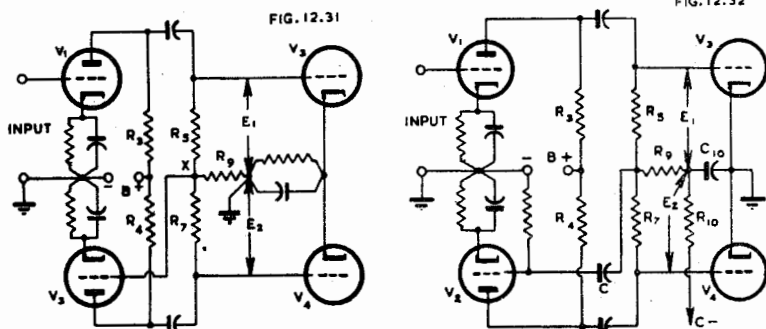 FIG. 12.31
V1
V3
INPUT
R3
R5
E1
X
R9
B+
−
R4
R7
E2
V3
V4
FIG. 12.32
V1
V3
INPUT
R3
R5
E1
−
R9
C10
B+
E2
R4
R7
R10
V2
C
V4
C−